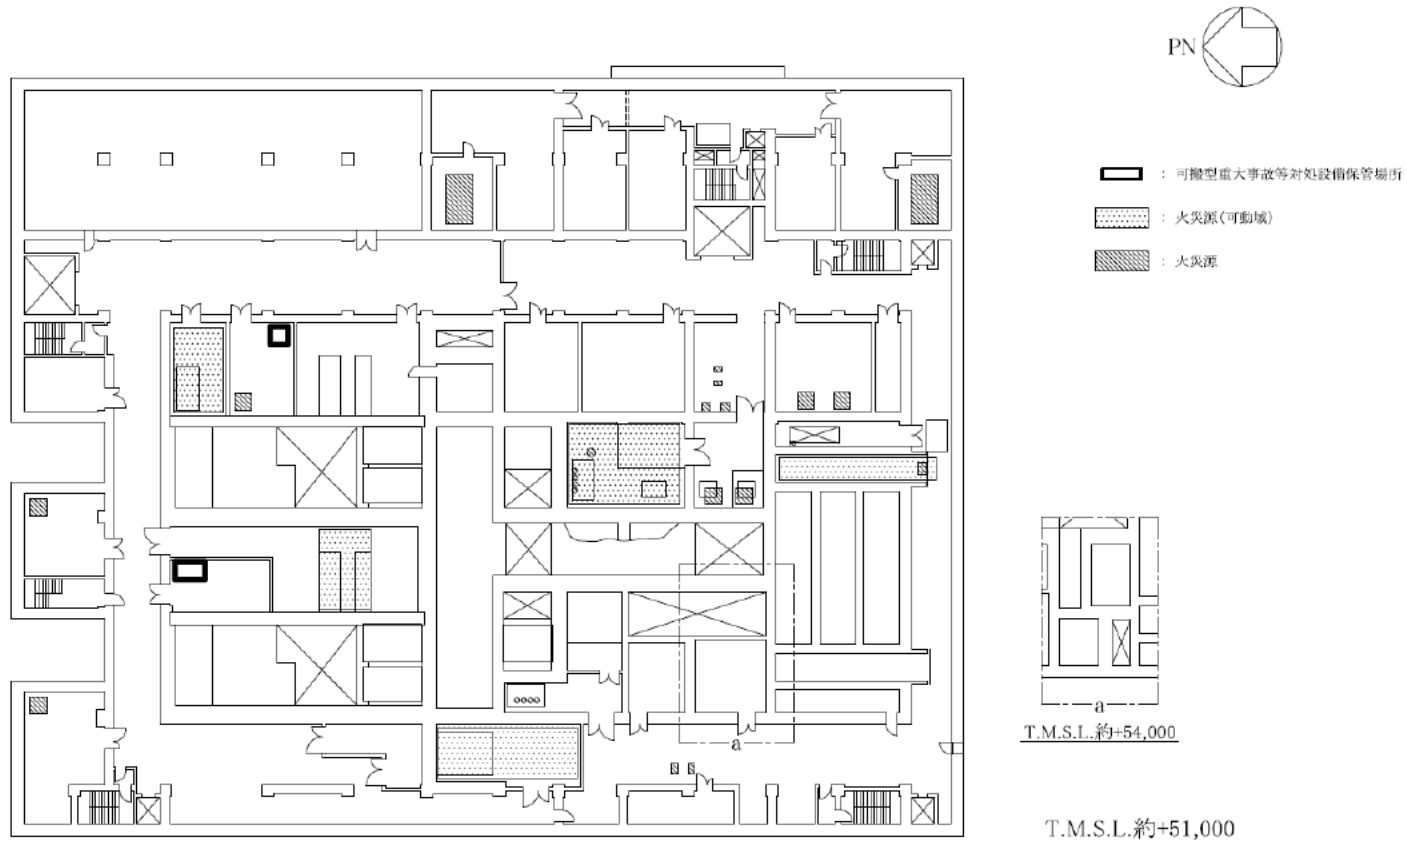 PN
: 可搬型重大事故等対処設備保管場所
: 火災源(可動域)
: 火災源
a
T.M.S.L.約+54,000
a
T.M.S.L.約+51,000